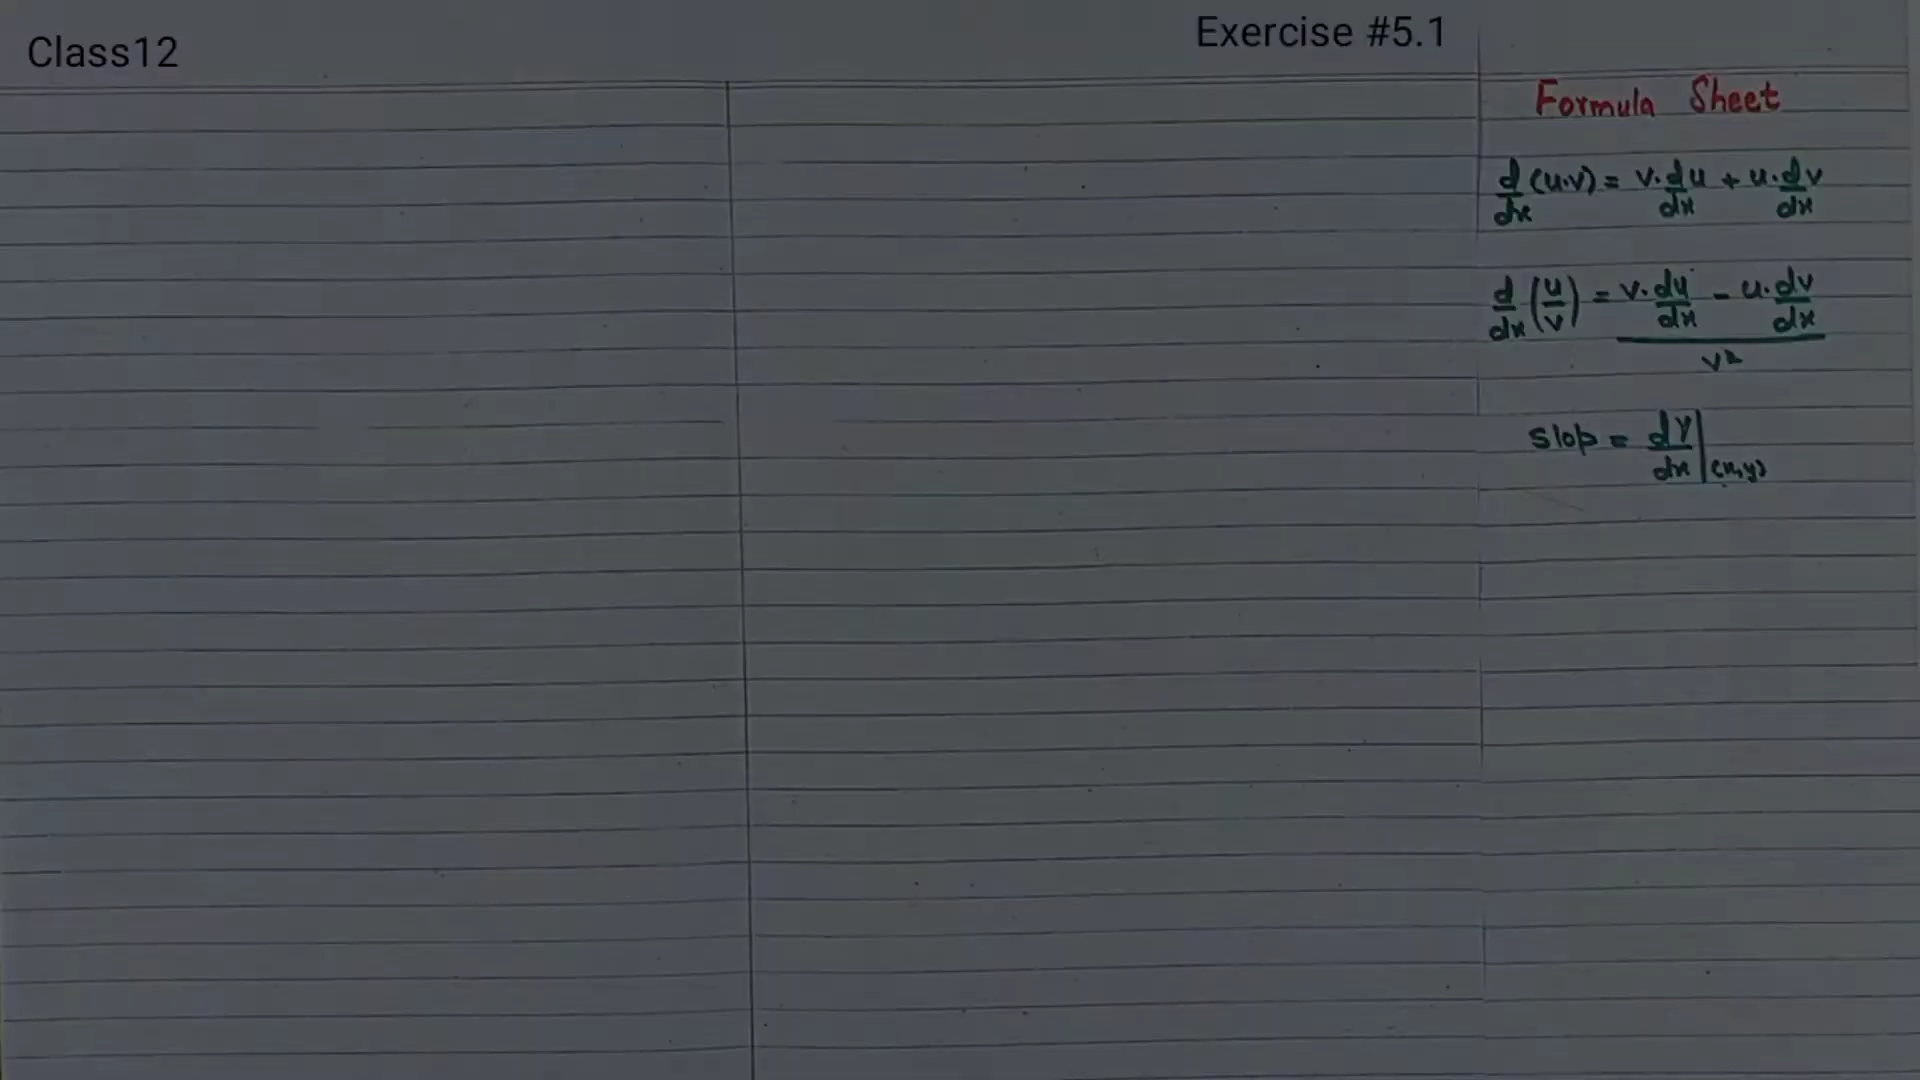 Class12
Exercise #5.1
Formula Sheet
d/dx (u.v) = v.du/dx + u.dv/dx
d/dx (u/v) = v.du/dx - u.dv/dx / v²
slop = dy/dx |(x,y)